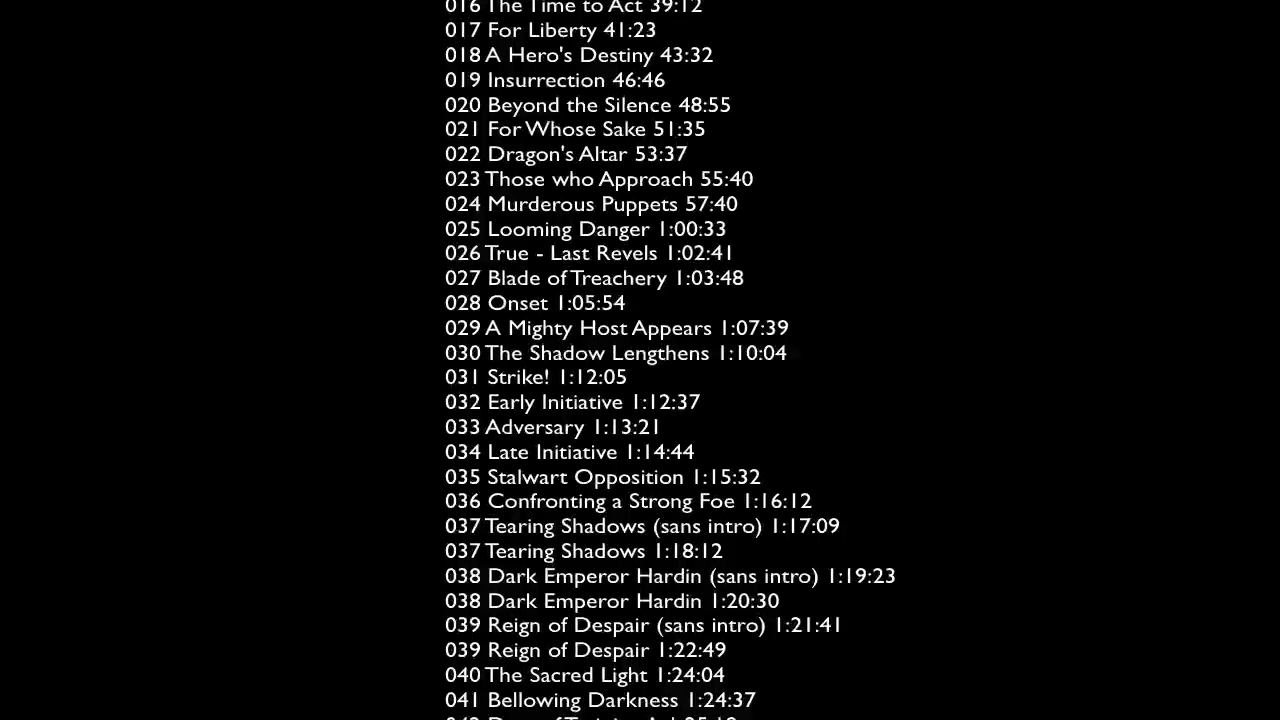 016 The Time to Act 39:12
017 For Liberty 41:23
018 A Hero's Destiny 43:32
019 Insurrection 46:46
020 Beyond the Silence 48:55
021 For Whose Sake 51:35
022 Dragon's Altar 53:37
023 Those who Approach 55:40
024 Murderous Puppets 57:40
025 Looming Danger 1:00:33
026 True - Last Revels 1:02:41
027 Blade of Treachery 1:03:48
028 Onset 1:05:54
029 A Mighty Host Appears 1:07:39
030 The Shadow Lengthens 1:10:04
031 Strike! 1:12:05
032 Early Initiative 1:12:37
033 Adversary 1:13:21
034 Late Initiative 1:14:44
035 Stalwart Opposition 1:15:32
036 Confronting a Strong Foe 1:16:12
037 Tearing Shadows (sans intro) 1:17:09
037 Tearing Shadows 1:18:12
038 Dark Emperor Hardin (sans intro) 1:19:23
038 Dark Emperor Hardin 1:20:30
039 Reign of Despair (sans intro) 1:21:41
039 Reign of Despair 1:22:49
040 The Sacred Light 1:24:04
041 Bellowing Darkness 1:24:37